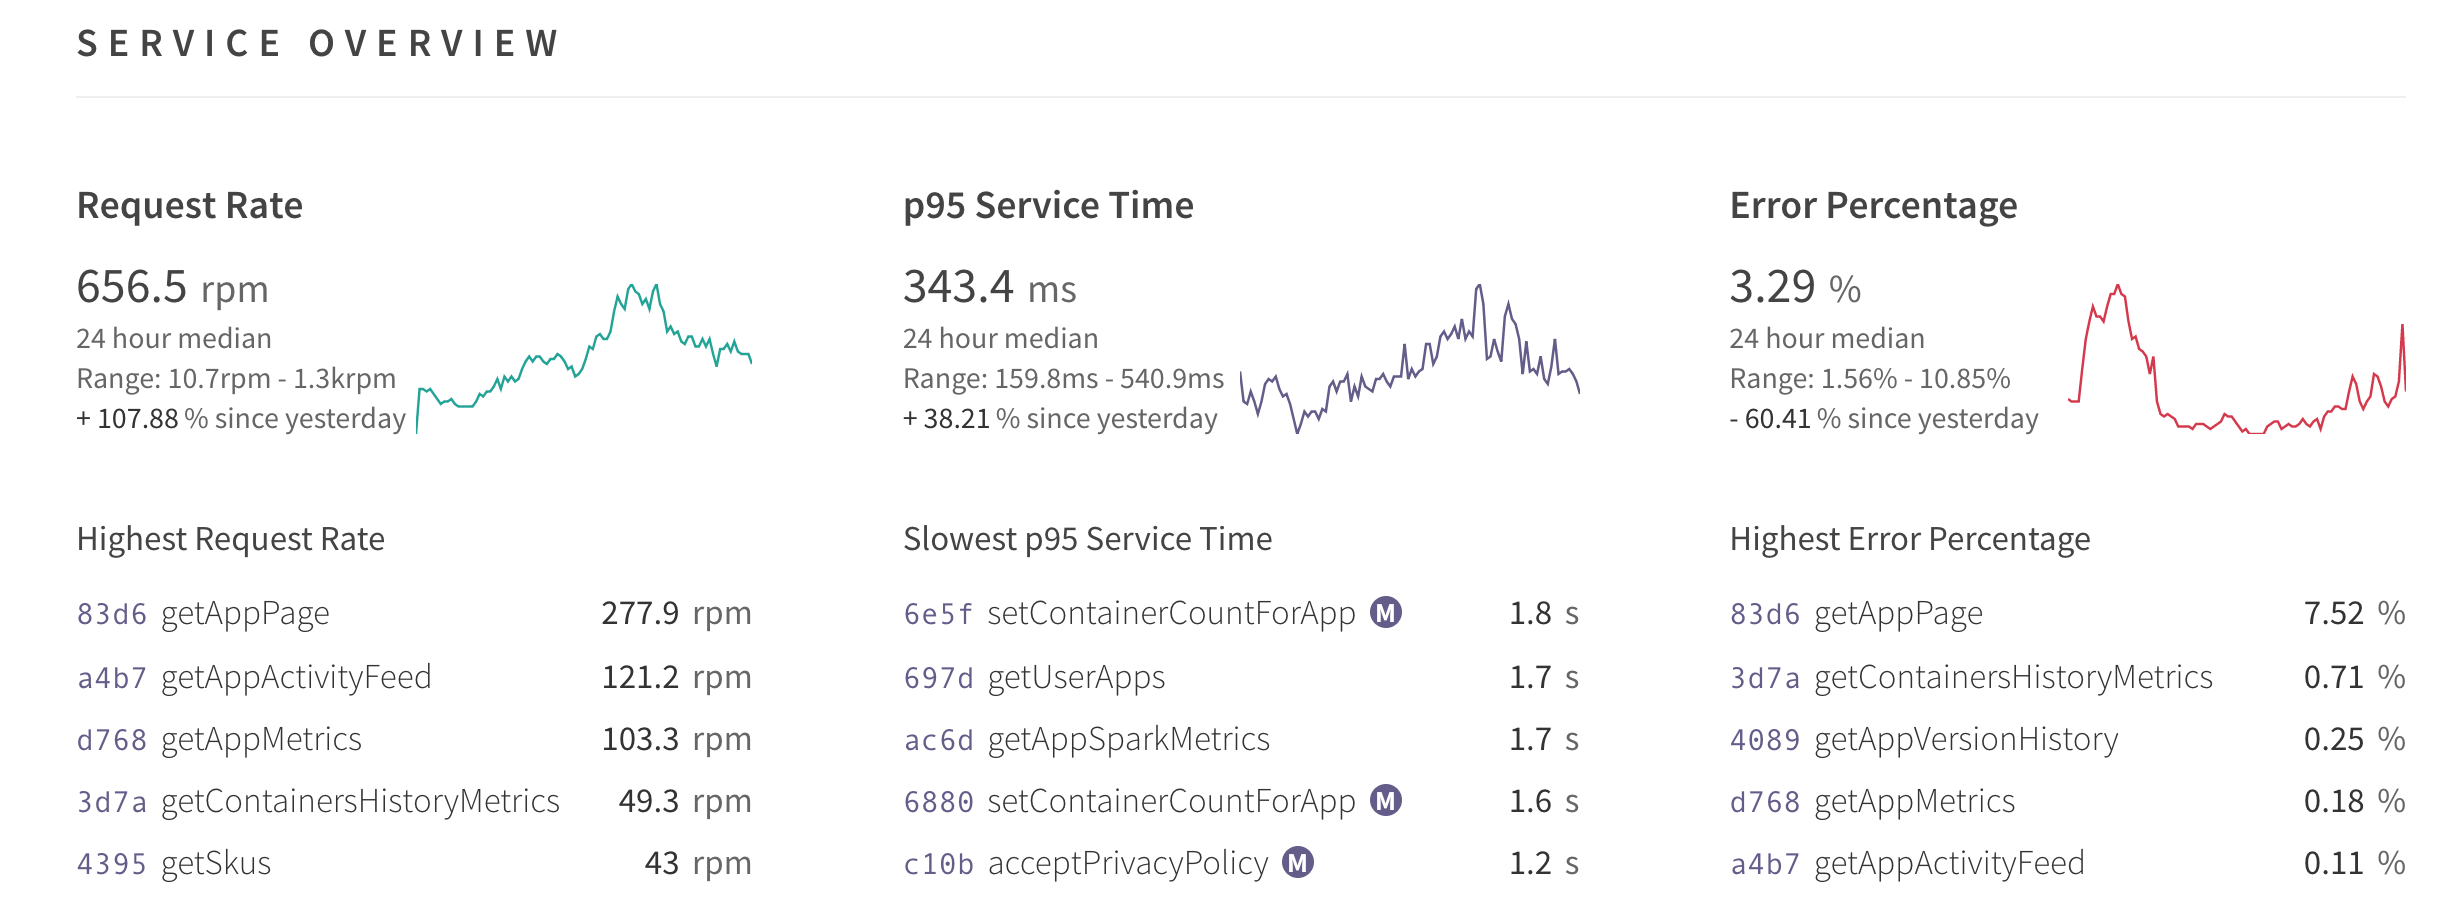 SERVICE OVERVIEW
Request Rate
656.5 rpm
24 hour median
Range: 10.7rpm - 1.3krpm
+ 107.88 % since yesterday
p95 Service Time
343.4 ms
24 hour median
Range: 159.8ms - 540.9ms
+ 38.21 % since yesterday
Error Percentage
3.29 %
24 hour median
Range: 1.56% - 10.85%
- 60.41 % since yesterday
Highest Request Rate
83d6 getAppPage 277.9 rpm
a4b7 getAppActivityFeed 121.2 rpm
d768 getAppMetrics 103.3 rpm
3d7a getContainersHistoryMetrics 49.3 rpm
4395 getSkus 43 rpm
Slowest p95 Service Time
6e5f setContainerCountForApp M 1.8 s
697d getUserApps 1.7 s
ac6d getAppSparkMetrics 1.7 s
6880 setContainerCountForApp M 1.6 s
c10b acceptPrivacyPolicy M 1.2 s
Highest Error Percentage
83d6 getAppPage 7.52 %
3d7a getContainersHistoryMetrics 0.71 %
4089 getAppVersionHistory 0.25 %
d768 getAppMetrics 0.18 %
a4b7 getAppActivityFeed 0.11 %